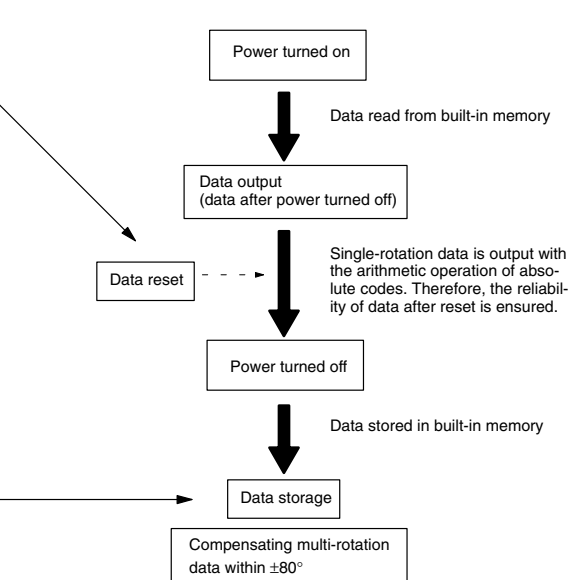 Power turned on
Data read from built-in memory
Data output
(data after power turned off)
Single-rotation data is output with
the arithmetic operation of abso-
lute codes. Therefore, the reliabil-
ity of data after reset is ensured.
Data reset
Power turned off
Data stored in built-in memory
Data storage
Compensating multi-rotation
data within ±80°